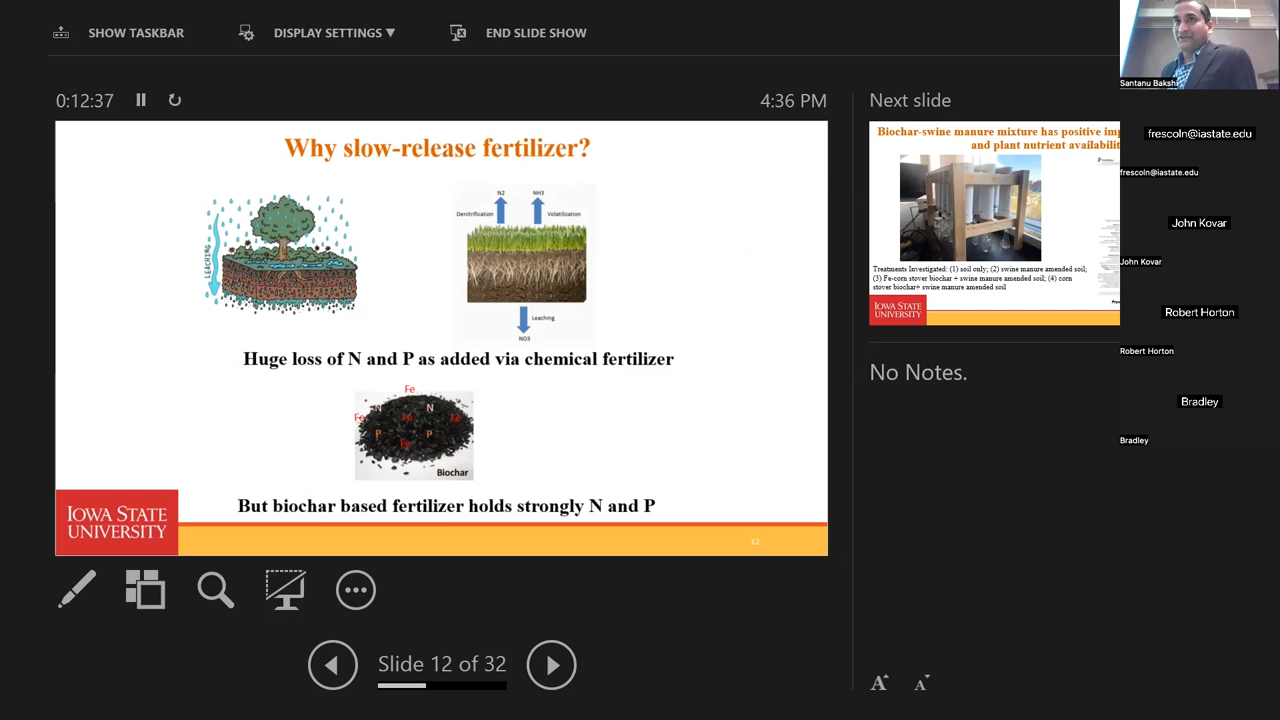 SHOW TASKBAR
DISPLAY SETTINGS ▼
END SLIDE SHOW
Santanu Bakshi
0:12:37
4:36 PM
Why slow-release fertilizer?
LEACHING
N2
NH3
Denitrification
Volatilization
Leaching
NO3
Huge loss of N and P as added via chemical fertilizer
Fe
N
N
Fe
Fe
Fe
P
P
Fe
Biochar
But biochar based fertilizer holds strongly N and P
IOWA STATE
UNIVERSITY
12
Slide 12 of 32
Next slide
Biochar-swine manure mixture has positive
and plant nutrient
Treatments Investigated: (1) soil only; (2) swine manure amended soil;
(3) Fe-corn stover biochar + swine manure amended soil; (4) corn
stover biochar+ swine manure amended soil
IOWA STATE
UNIVERSITY
No Notes.
A
A
frescoln@iastate.edu
frescoln@iastate.edu
John Kovar
John Kovar
Robert Horton
Robert Horton
Bradley
Bradley